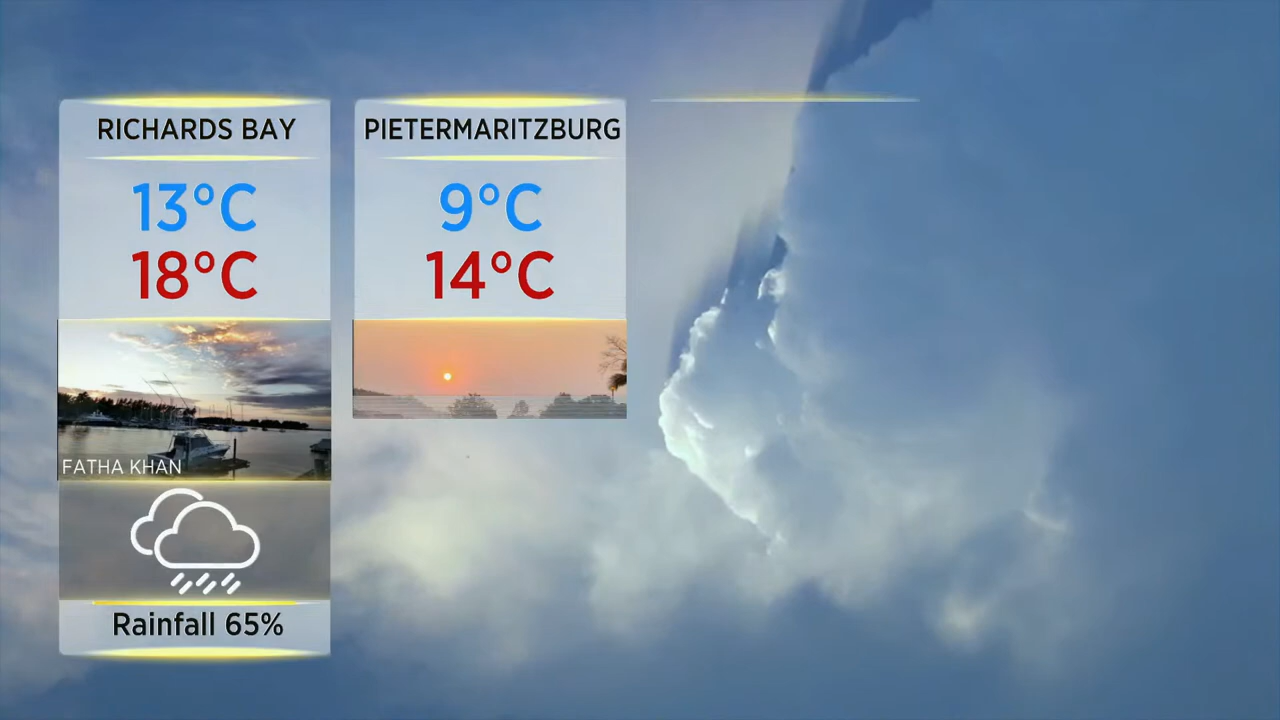 RICHARDS BAY
13°C
18°C
FATHA KHAN
Rainfall 65%
PIETERMARITZBURG
9°C
14°C